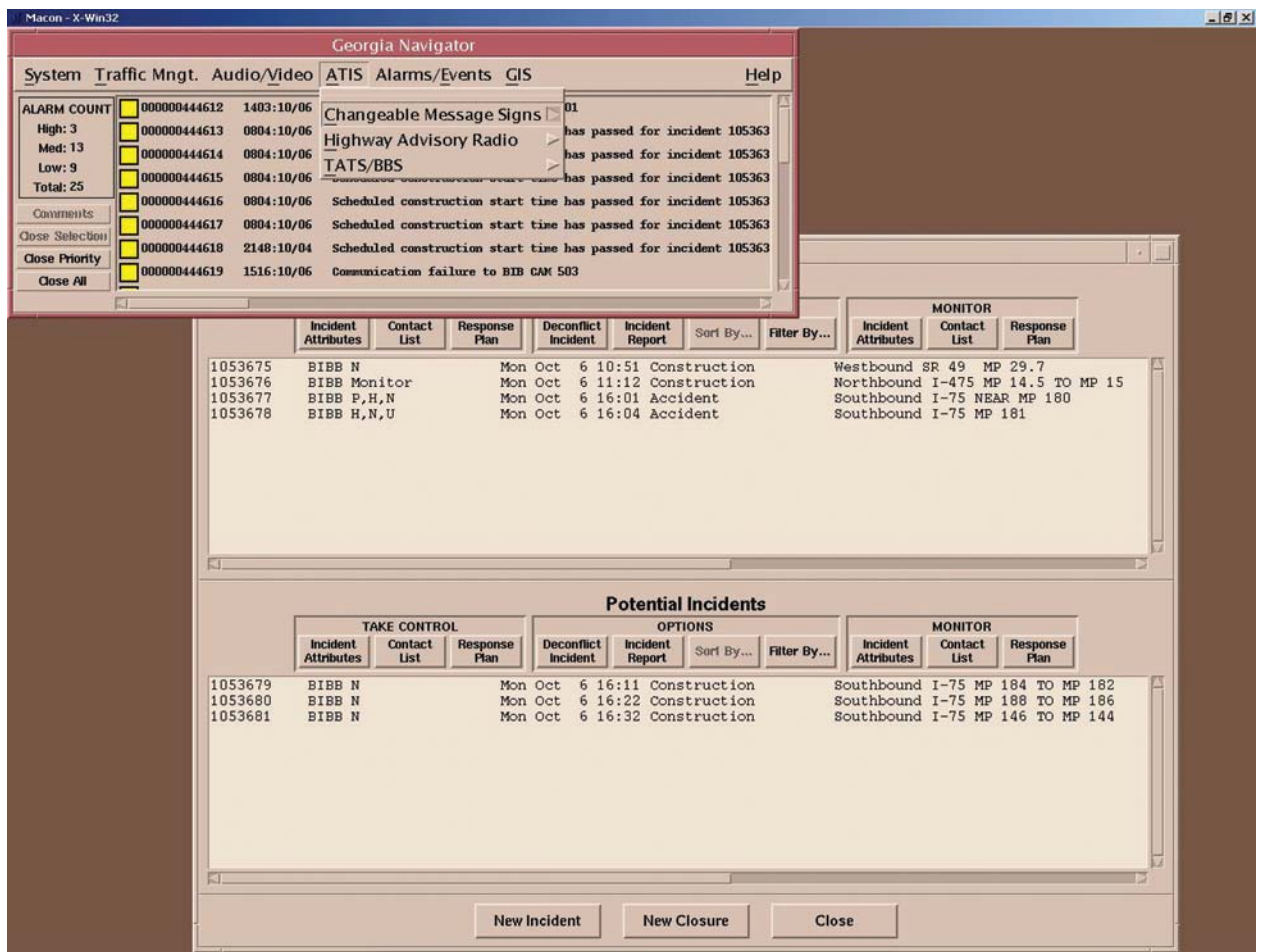 Macon - X-Win32
Georgia Navigator
System Traffic Mngt. Audio/Video ATIS Alarms/Events GIS Help
ALARM COUNT
High: 3
Med: 13
Low: 9
Total: 25
Comments
Close Selection
Close Priority
Close All
000000444612 1403:10/06 01
000000444613 0804:10/06 has passed for incident 105363
000000444614 0804:10/06 has passed for incident 105363
000000444615 0804:10/06 has passed for incident 105363
000000444616 0804:10/06 Scheduled construction start time has passed for incident 105363
000000444617 0804:10/06 Scheduled construction start time has passed for incident 105363
000000444618 2148:10/04 Scheduled construction start time has passed for incident 105363
000000444619 1516:10/06 Communication failure to BIB CAM 503
Changeable Message Signs
Highway Advisory Radio
TATS/BBS
MONITOR
Incident Attributes Contact List Response Plan Deconflict Incident Incident Report Sort By... Filter By... Incident Attributes Contact List Response Plan
1053675 BIBB N Mon Oct 6 10:51 Construction Westbound SR 49 MP 29.7
1053676 BIBB Monitor Mon Oct 6 11:12 Construction Northbound I-475 MP 14.5 TO MP 15
1053677 BIBB P,H,N Mon Oct 6 16:01 Accident Southbound I-75 NEAR MP 180
1053678 BIBB H,N,U Mon Oct 6 16:04 Accident Southbound I-75 MP 181
Potential Incidents
TAKE CONTROL OPTIONS MONITOR
Incident Attributes Contact List Response Plan Deconflict Incident Incident Report Sort By... Filter By... Incident Attributes Contact List Response Plan
1053679 BIBB N Mon Oct 6 16:11 Construction Southbound I-75 MP 184 TO MP 182
1053680 BIBB N Mon Oct 6 16:22 Construction Southbound I-75 MP 188 TO MP 186
1053681 BIBB N Mon Oct 6 16:32 Construction Southbound I-75 MP 146 TO MP 144
New Incident New Closure Close